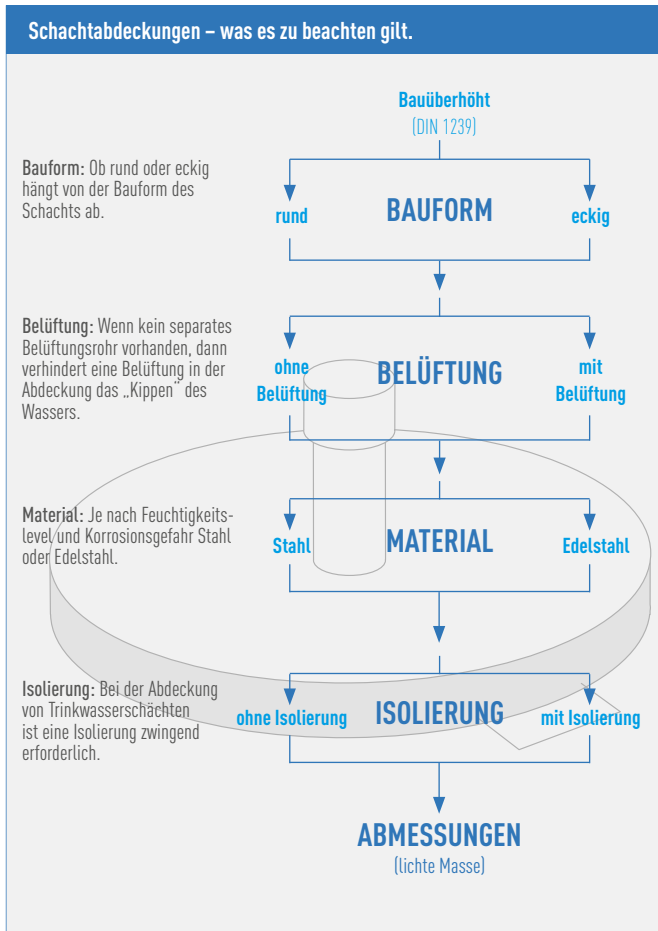 Schachtabdeckungen – was es zu beachten gilt.
Bauüberhöht
(DIN 1239)
Bauform: Ob rund oder eckig
hängt von der Bauform des
Schachts ab.
rund
BAUFORM
eckig
Belüftung: Wenn kein separates
Belüftungsrohr vorhanden, dann
verhindert eine Belüftung in der
Abdeckung das „Kippen“ des
Wassers.
ohne
Belüftung
BELÜFTUNG
mit
Belüftung
Material: Je nach Feuchtigkeits-
level und Korrosionsgefahr Stahl
oder Edelstahl.
Stahl
MATERIAL
Edelstahl
Isolierung: Bei der Abdeckung
von Trinkwasserschächten
ist eine Isolierung zwingend
erforderlich.
ohne Isolierung
ISOLIERUNG
mit Isolierung
ABMESSUNGEN
(lichte Masse)